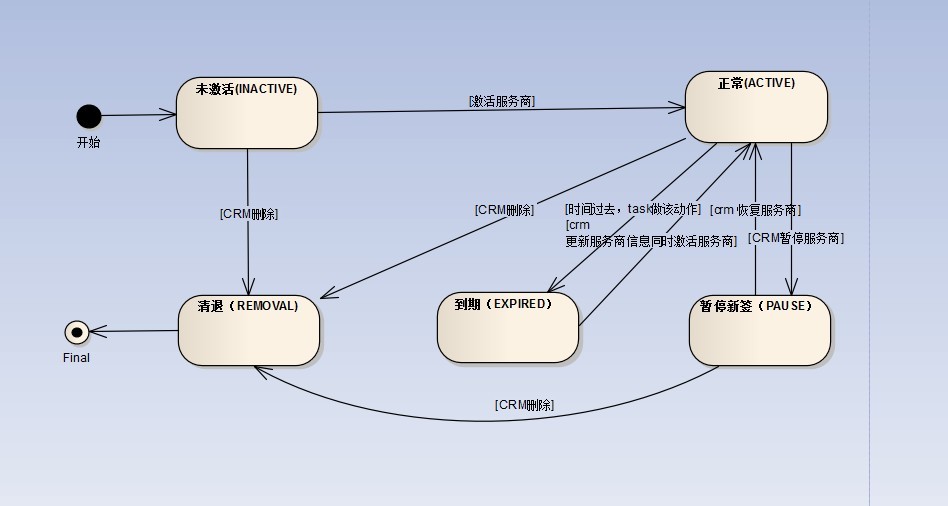 未激活(INACTIVE)
正常(ACTIVE)
[激活服务商]
开始
[CRM删除]
[CRM删除]
[时间过去，task做该动作]
[crm 恢复服务商]
[crm
更新服务商信息同时激活服务商]
[CRM暂停服务商]
清退（REMOVAL）
到期（EXPIRED）
暂停新签（PAUSE）
Final
[CRM删除]